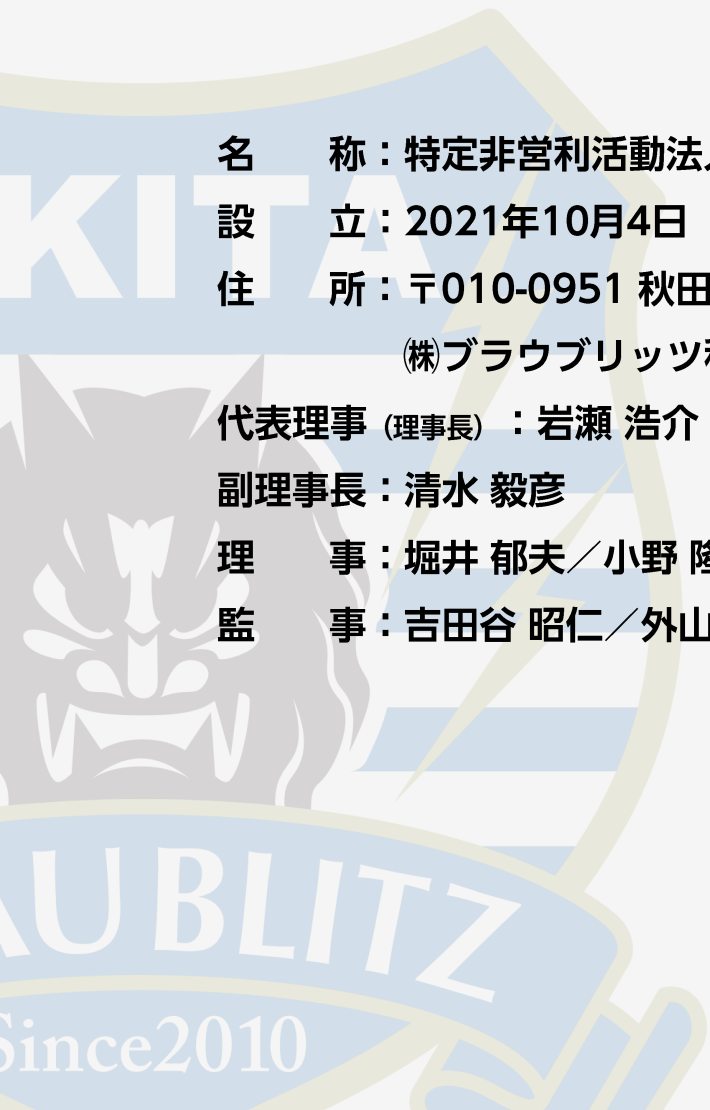 名　　称：特定非営利活動法
設　　立：2021年10月4日
住　　所：〒010-0951 秋田
㈱ブラウブリッツ
代表理事（理事長）：岩瀬 浩介
副理事長：清水 毅彦
理　　事：堀井 郁夫／小野 隆
監　　事：吉田谷 昭仁／外山
KITA
AU BLITZ
Since2010